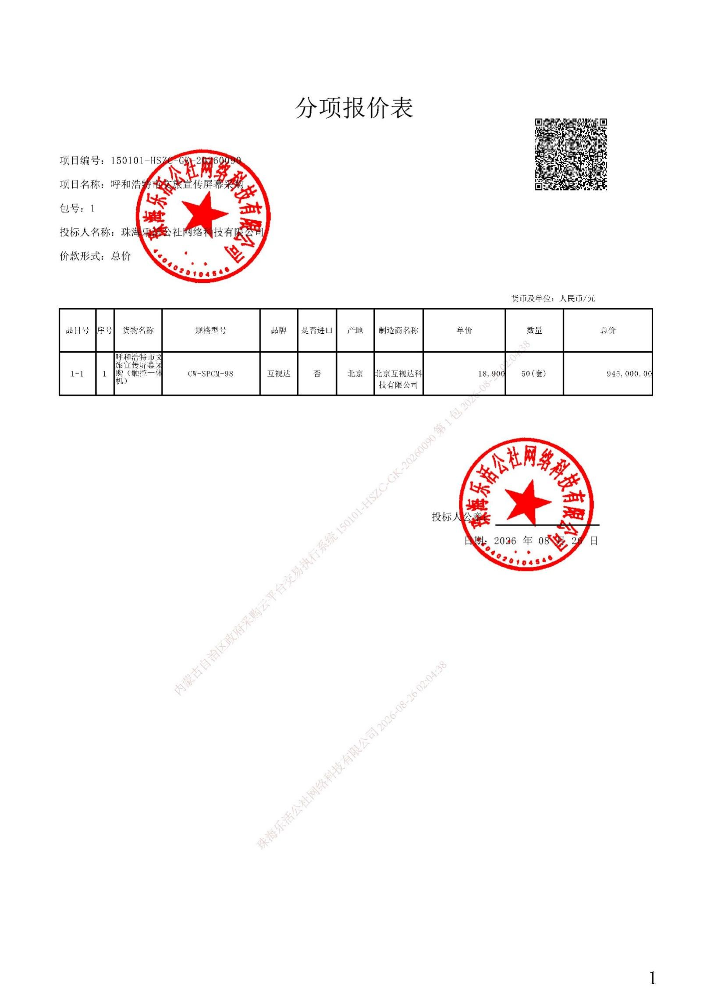 分项报价表
项目编号：150101-HSZC-GK-20260090
项目名称：呼和浩特市文旅宣传屏幕采购
包号：1
投标人名称：珠海乐活公社网络科技有限公司
价款形式：总价
珠海乐活公社网络科技有限公司
4404020104546
货币及单位：人民币/元
品目号 序号 货物名称 规格型号 品牌 是否进口 产地 制造商名称 单价 数量 总价
1-1 1 呼和浩特市文旅宣传屏幕采购（触控一体机） CW-SPCM-98 互视达 否 北京 北京互视达科技有限公司 18,900 50(套) 945,000.00
投标人公章：
日期：2026 年 08 月 26 日
珠海乐活公社网络科技有限公司
4404020104546
内蒙古自治区政府采购云平台交易执行系统 150101-HSZC-GK-20260090 第 1 包 2026-08-26 02:04:38
珠海乐活公社网络科技有限公司 2026-08-26 02:04:38
1